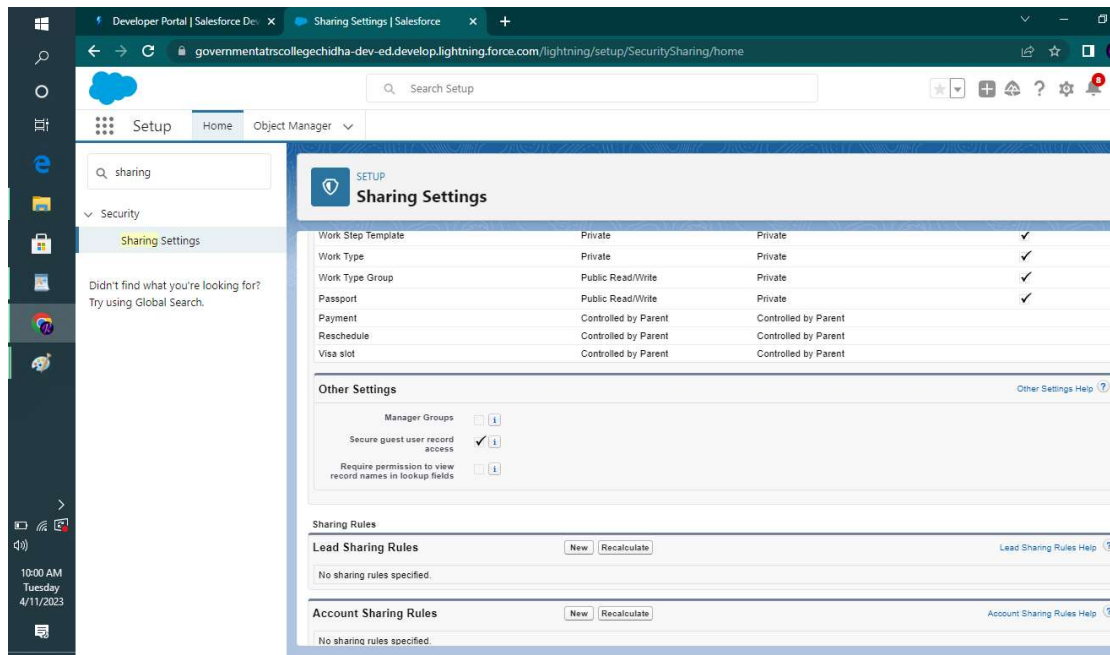 Developer Portal | Salesforce Dev
Sharing Settings | Salesforce
governmentatrscollegechidha-dev-ed.develop.lightning.force.com/lightning/setup/SecuritySharing/home
Search Setup
8
Setup
Home
Object Manager
sharing
Security
Sharing Settings
Didn't find what you're looking for?
Try using Global Search.
SETUP
Sharing Settings
Work Step Template Private Private
Work Type Private Private
Work Type Group Public Read/Write Private
Passport Public Read/Write Private
Payment Controlled by Parent Controlled by Parent
Reschedule Controlled by Parent Controlled by Parent
Visa slot Controlled by Parent Controlled by Parent
Other Settings
Other Settings Help ?
Manager Groups i
Secure guest user record
access i
Require permission to view
record names in lookup fields i
Sharing Rules
Lead Sharing Rules New Recalculate Lead Sharing Rules Help ?
No sharing rules specified.
Account Sharing Rules New Recalculate Account Sharing Rules Help ?
No sharing rules specified.
10:00 AM
Tuesday
4/11/2023